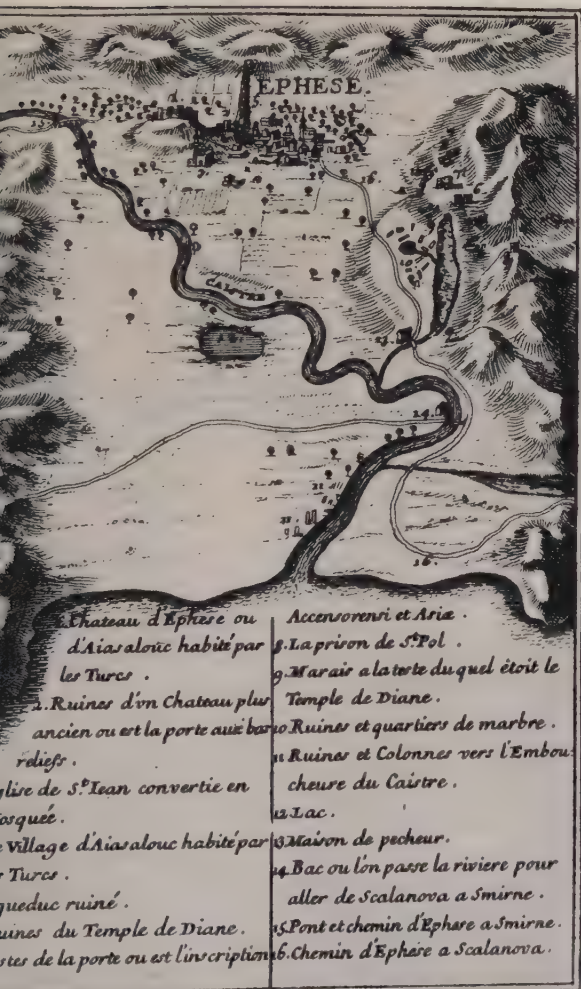 EPHESE.
CAISTRE
Chateau d'Ephese ou
d'Aiasalouc habité par
les Turcs .
2. Ruines d'vn Chateau plus
ancien ou est la porte aux bas
reliefs .
glise de St. Iean convertie en
osquée.
e Village d'Aiasalouc habité par
s Turcs .
queduc ruiné .
uines du Temple de Diane .
stes de la porte ou est l'inscription
Accensorensi et Asiæ .
8. La prison de St. Pol .
9. Marais a la teste du quel étoit le
Temple de Diane .
10. Ruines et quartiers de marbre .
11. Ruines et Colonnes vers l'Embou:
cheure du Caistre .
12. Lac .
13. Maison de pecheur .
14. Bac ou l'on passe la riviere pour
aller de Scalanova a Smirne .
15. Pont et chemin d'Ephese a Smirne .
16. Chemin d'Ephese a Scalanova .